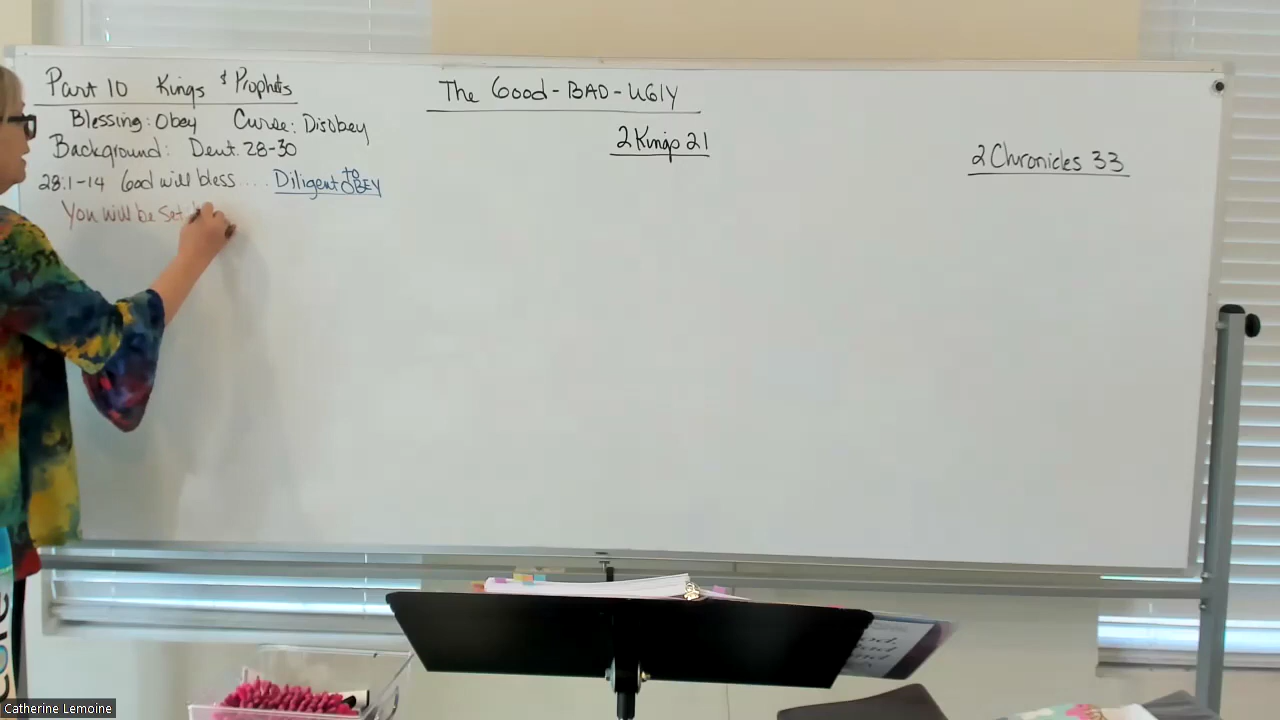 Part 10 Kings & Prophets
Blessing: Obey Curse: Disobey
Background: Deut. 28-30
28:1-14 God will bless.... Diligent to OBEY
You will be set
The Good - BAD - UGLY
2 Kings 21
2 Chronicles 33
Catherine Lemoine